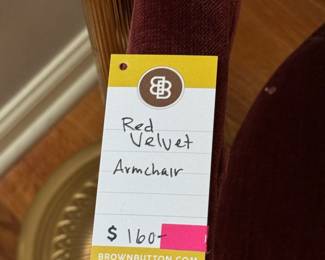 BB
Red
Velvet
Armchair
$ 160-
BROWNBUTTON.COM